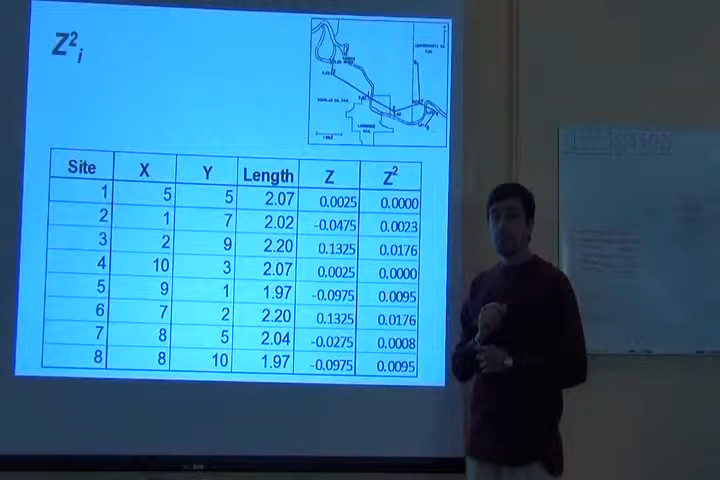 Z²ᵢ
Site X Y Length Z Z²
1 5 5 2.07 0.0025 0.0000
2 1 7 2.02 -0.0475 0.0023
3 2 9 2.20 0.1325 0.0176
4 10 3 2.07 0.0025 0.0000
5 9 1 1.97 -0.0975 0.0095
6 7 2 2.20 0.1325 0.0176
7 8 5 2.04 -0.0275 0.0008
8 8 10 1.97 -0.0975 0.0095